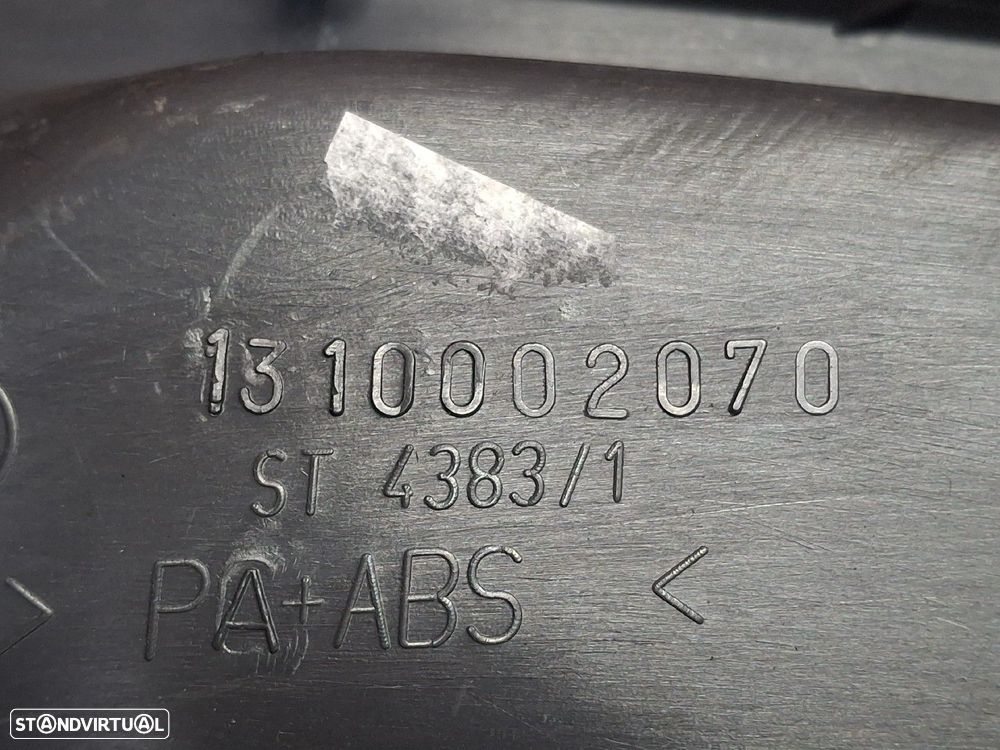 1310002070
ST 4383/1
> PA+ABS <
STANDVIRTUAL